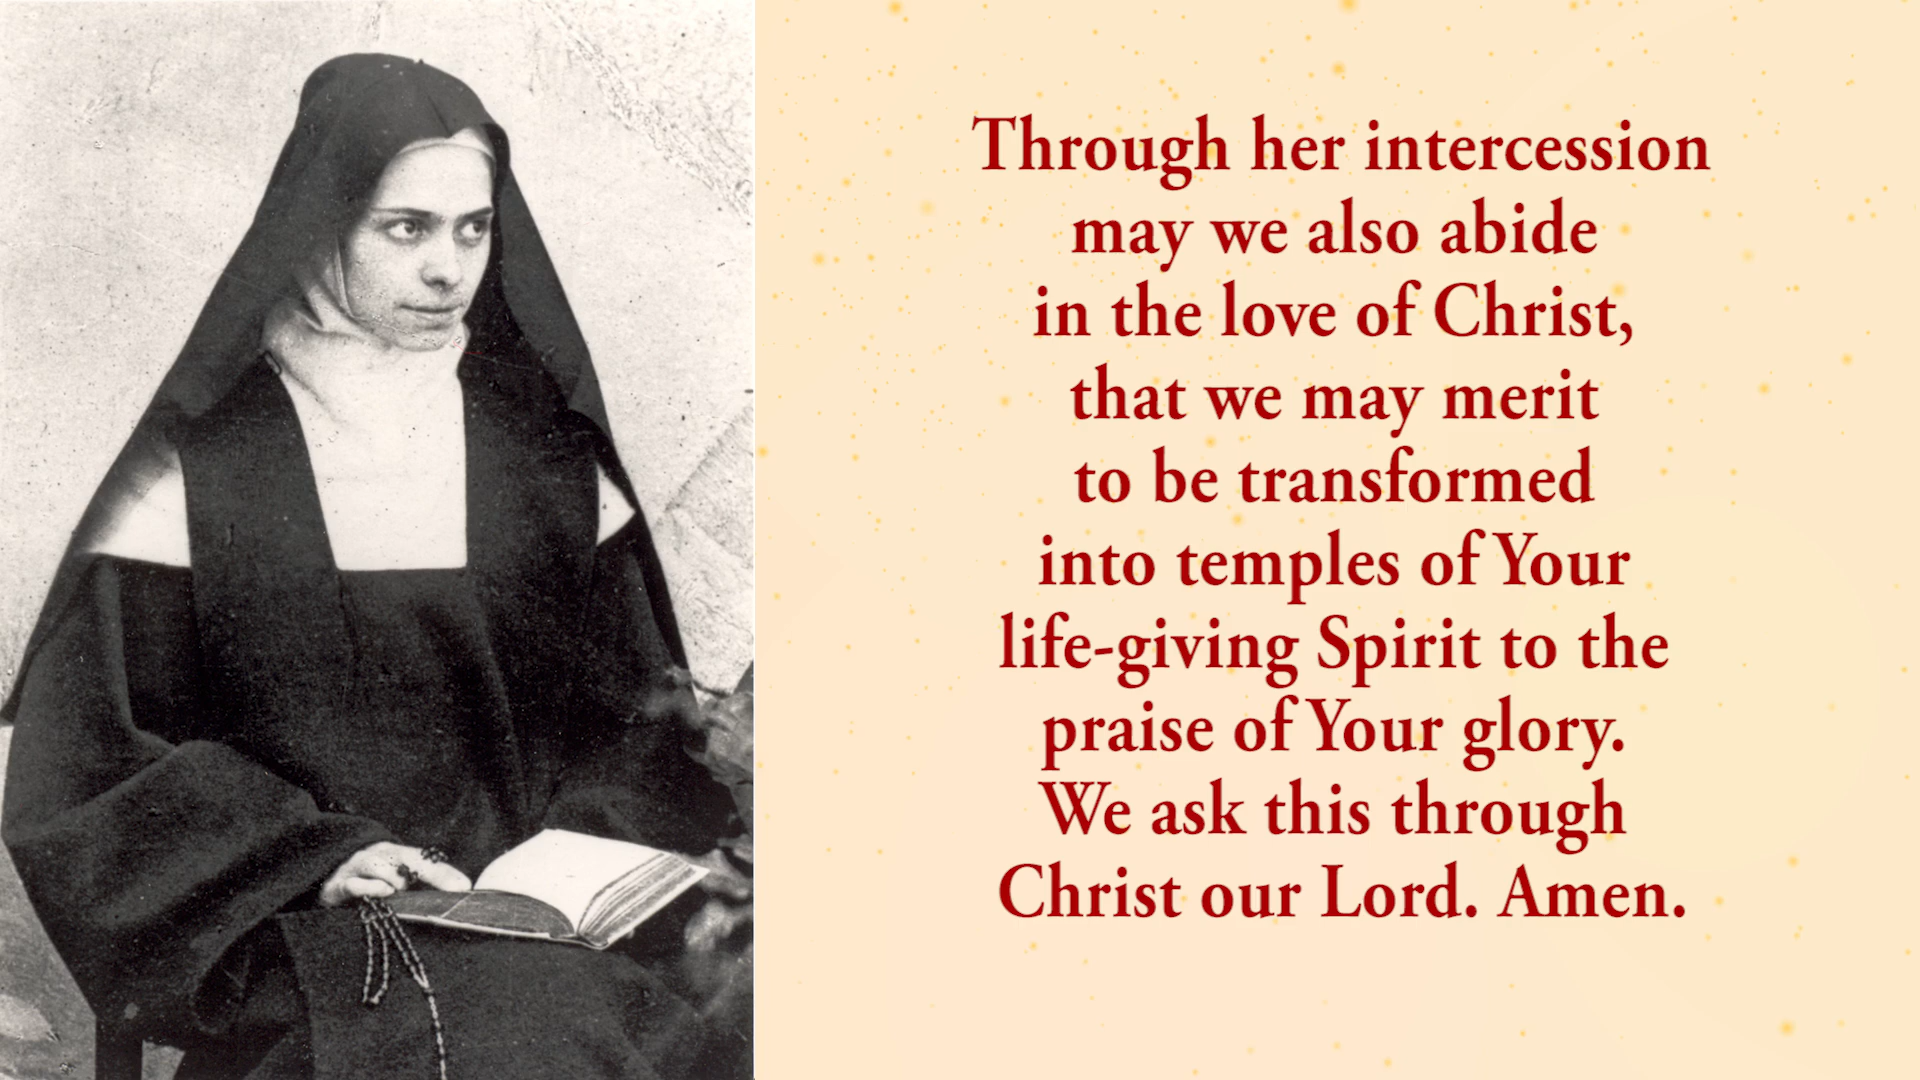 Through her intercession
may we also abide
in the love of Christ,
that we may merit
to be transformed
into temples of Your
life-giving Spirit to the
praise of Your glory.
We ask this through
Christ our Lord. Amen.